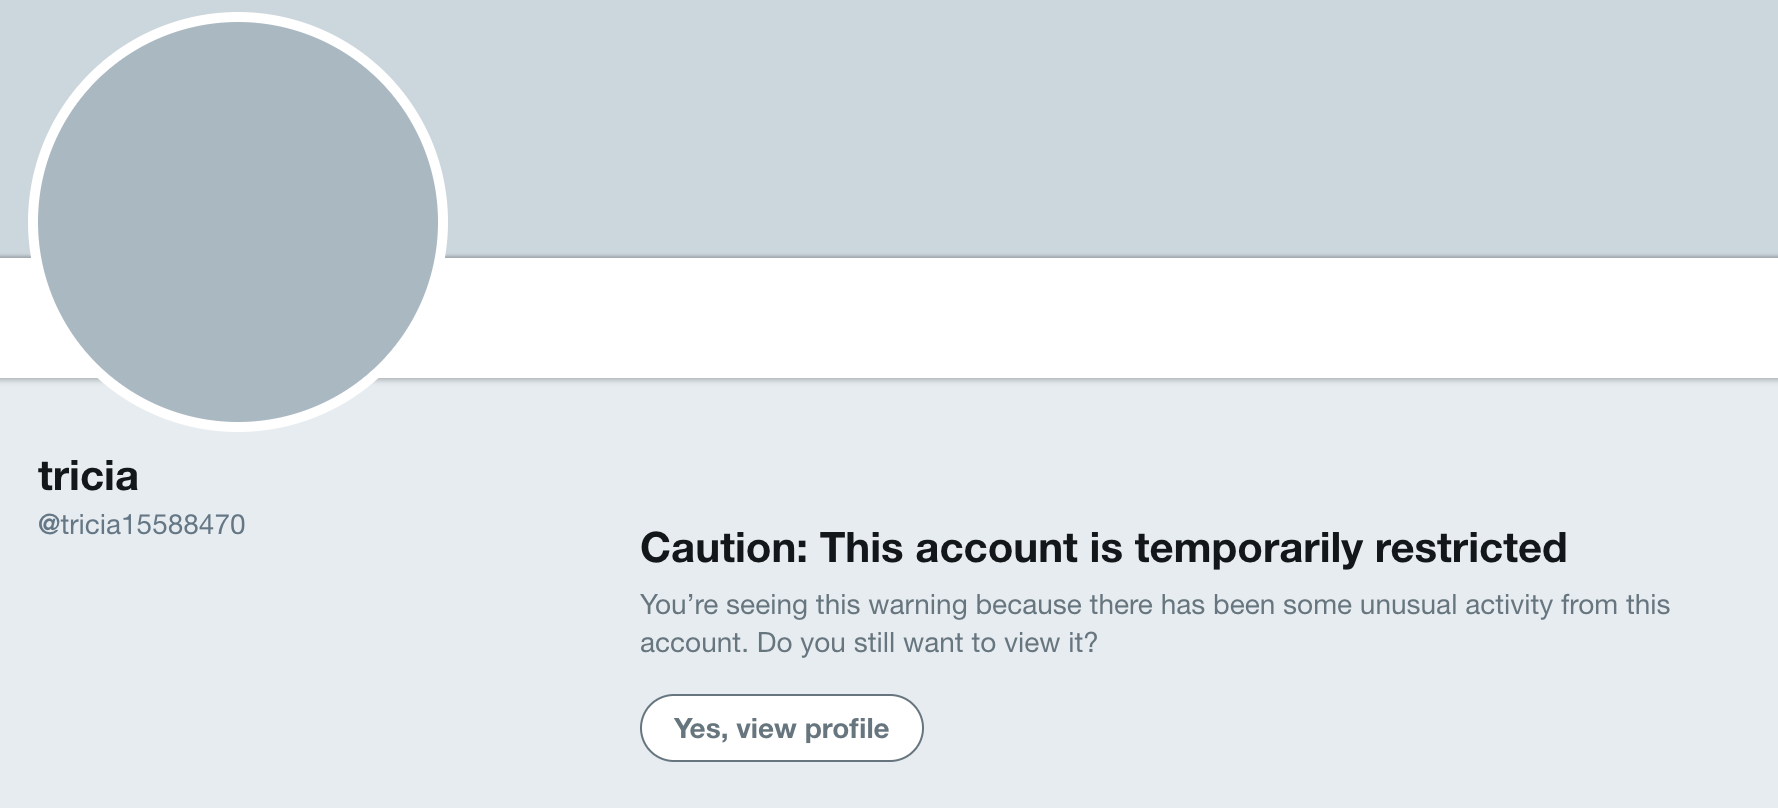 tricia
@tricia15588470
Caution: This account is temporarily restricted
You’re seeing this warning because there has been some unusual activity from this
account. Do you still want to view it?
Yes, view profile